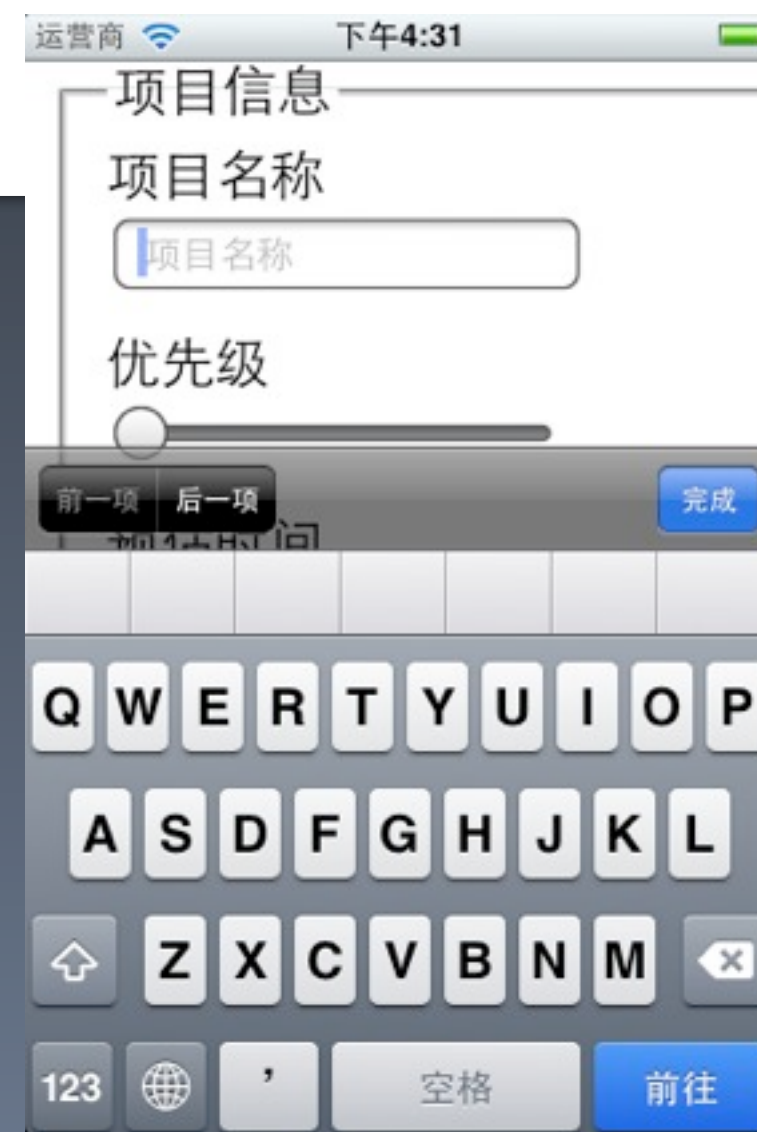 运营商 下午4:31
项目信息
项目名称
项目名称
优先级
前一项 后一项 完成
Q W E R T Y U I O P
A S D F G H J K L
Z X C V B N M
123 , 空格 前往